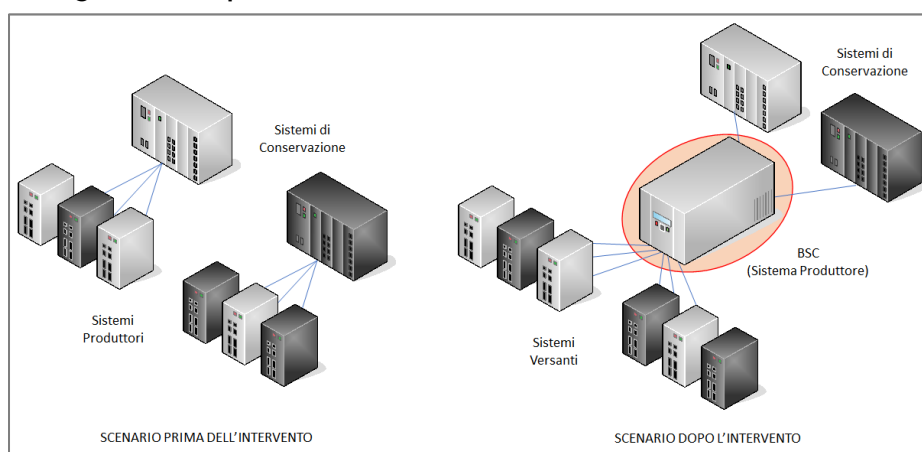 Sistemi di
Conservazione
Sistemi
Produttori
SCENARIO PRIMA DELL'INTERVENTO
Sistemi di
Conservazione
BSC
(Sistema Produttore)
Sistemi
Versanti
SCENARIO DOPO L'INTERVENTO